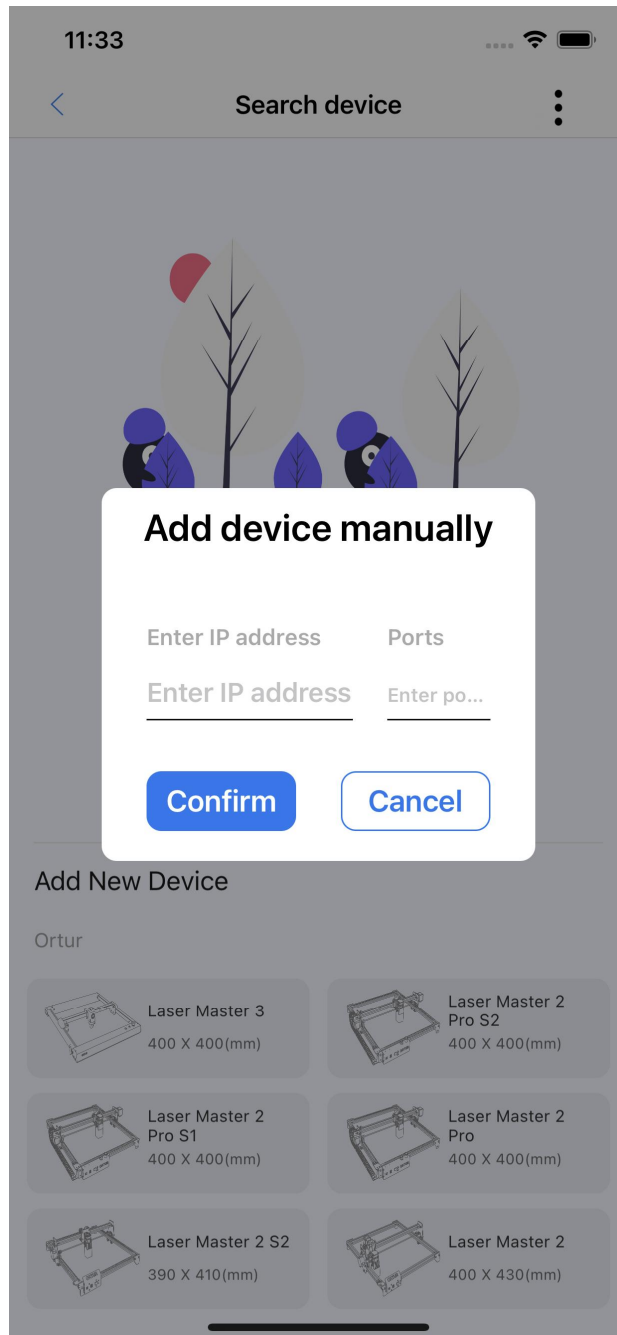 11:33
Search device
Add device manually
Enter IP address
Ports
Enter IP address
Enter po...
Confirm
Cancel
Add New Device
Ortur
Laser Master 3
400 X 400(mm)
Laser Master 2
Pro S2
400 X 400(mm)
Laser Master 2
Pro S1
400 X 400(mm)
Laser Master 2
Pro
400 X 400(mm)
Laser Master 2 S2
390 X 410(mm)
Laser Master 2
400 X 430(mm)